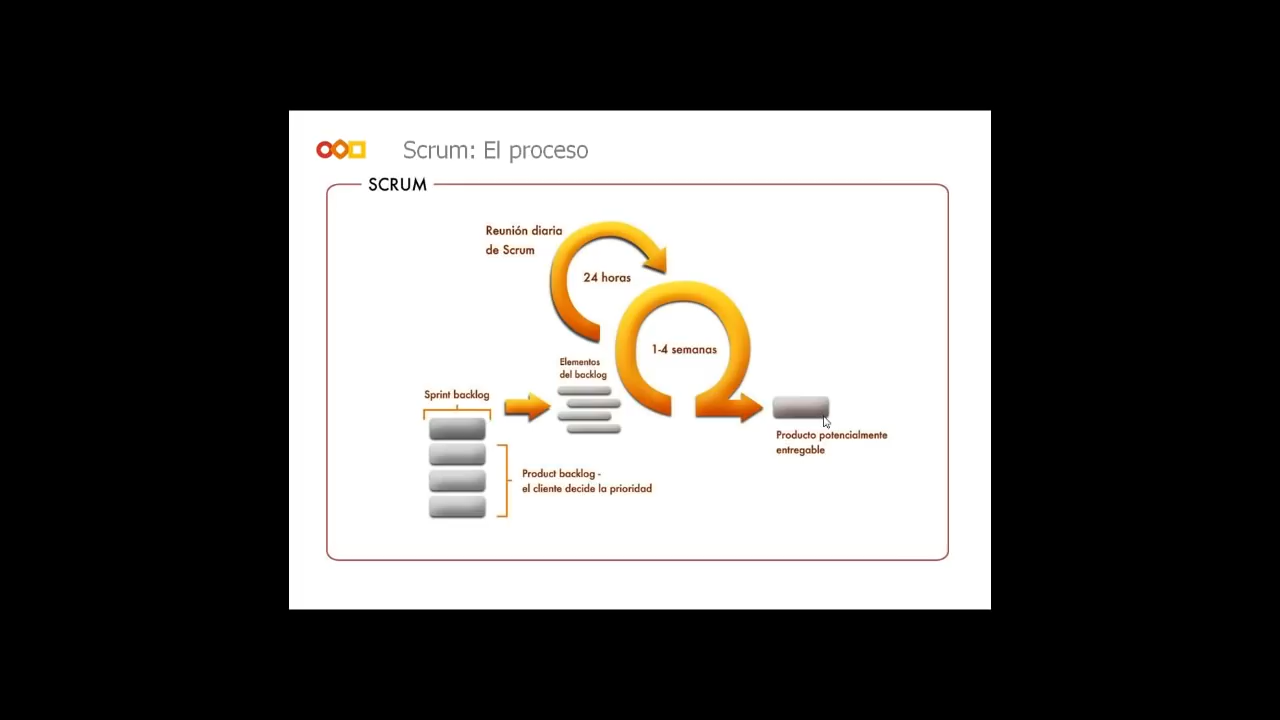 Scrum: El proceso
SCRUM
Reunión diaria
de Scrum
24 horas
1-4 semanas
Elementos
del backlog
Sprint backlog
Producto potencialmente
entregable
Product backlog -
el cliente decide la prioridad